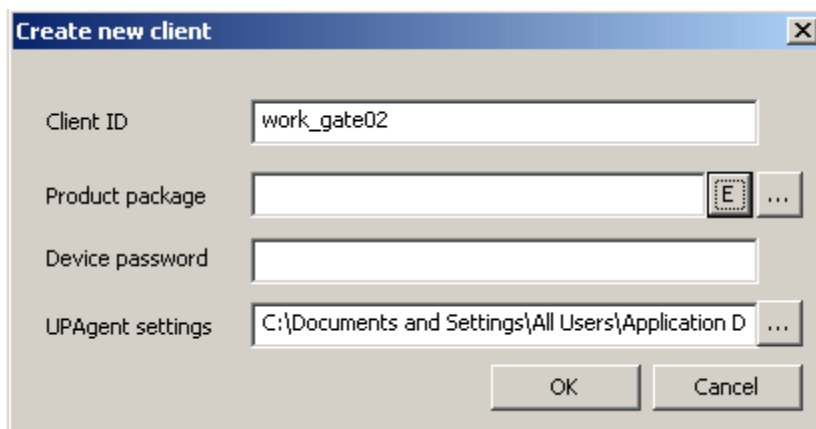 Create new client
Client ID work_gate02
Product package E ...
Device password
UPAgent settings C:\Documents and Settings\All Users\Application D ...
OK Cancel